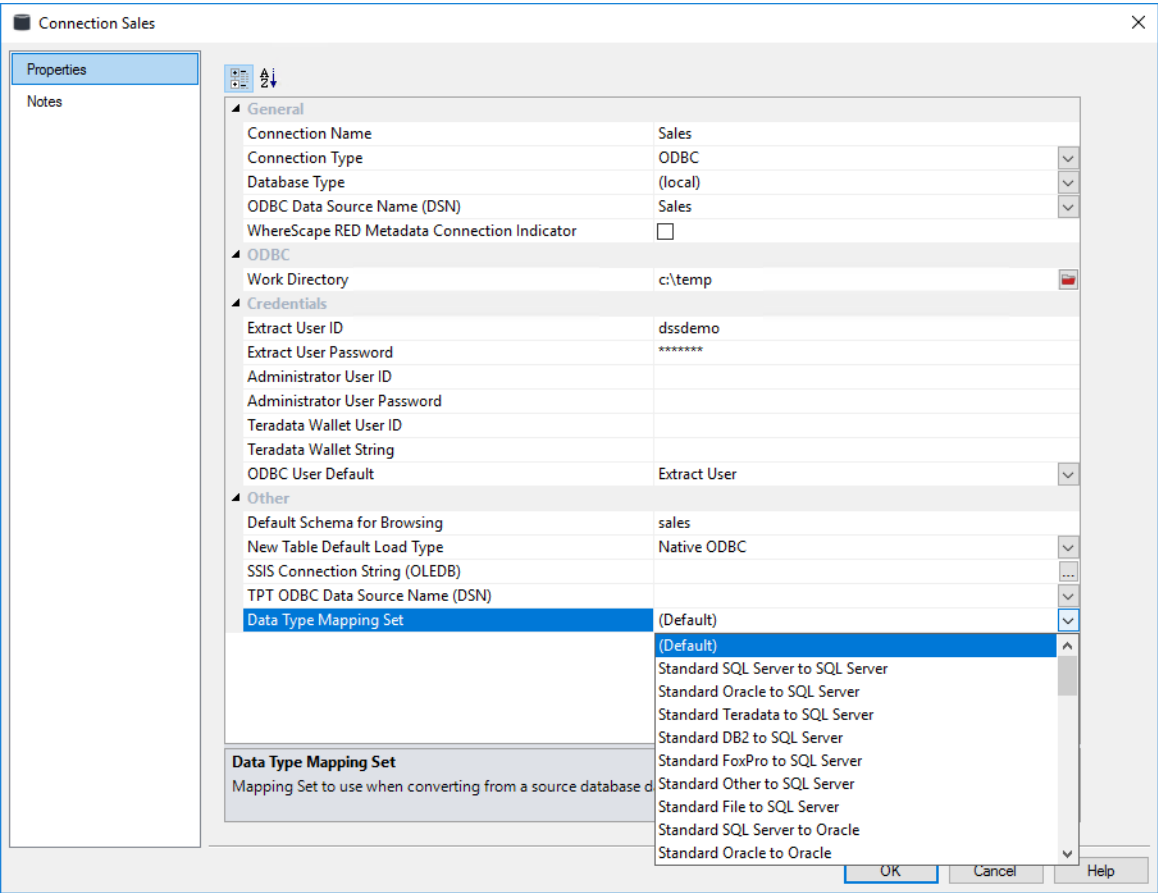 Connection Sales
Properties
Notes
General
Connection Name Sales
Connection Type ODBC
Database Type (local)
ODBC Data Source Name (DSN) Sales
WhereScape RED Metadata Connection Indicator
ODBC
Work Directory c:\temp
Credentials
Extract User ID dssdemo
Extract User Password *******
Administrator User ID
Administrator User Password
Teradata Wallet User ID
Teradata Wallet String
ODBC User Default Extract User
Other
Default Schema for Browsing sales
New Table Default Load Type Native ODBC
SSIS Connection String (OLEDB) ...
TPT ODBC Data Source Name (DSN)
Data Type Mapping Set (Default)
(Default)
Standard SQL Server to SQL Server
Standard Oracle to SQL Server
Standard Teradata to SQL Server
Standard DB2 to SQL Server
Standard FoxPro to SQL Server
Standard Other to SQL Server
Standard File to SQL Server
Standard SQL Server to Oracle
Standard Oracle to Oracle
Data Type Mapping Set
Mapping Set to use when converting from a source database
OK Cancel Help